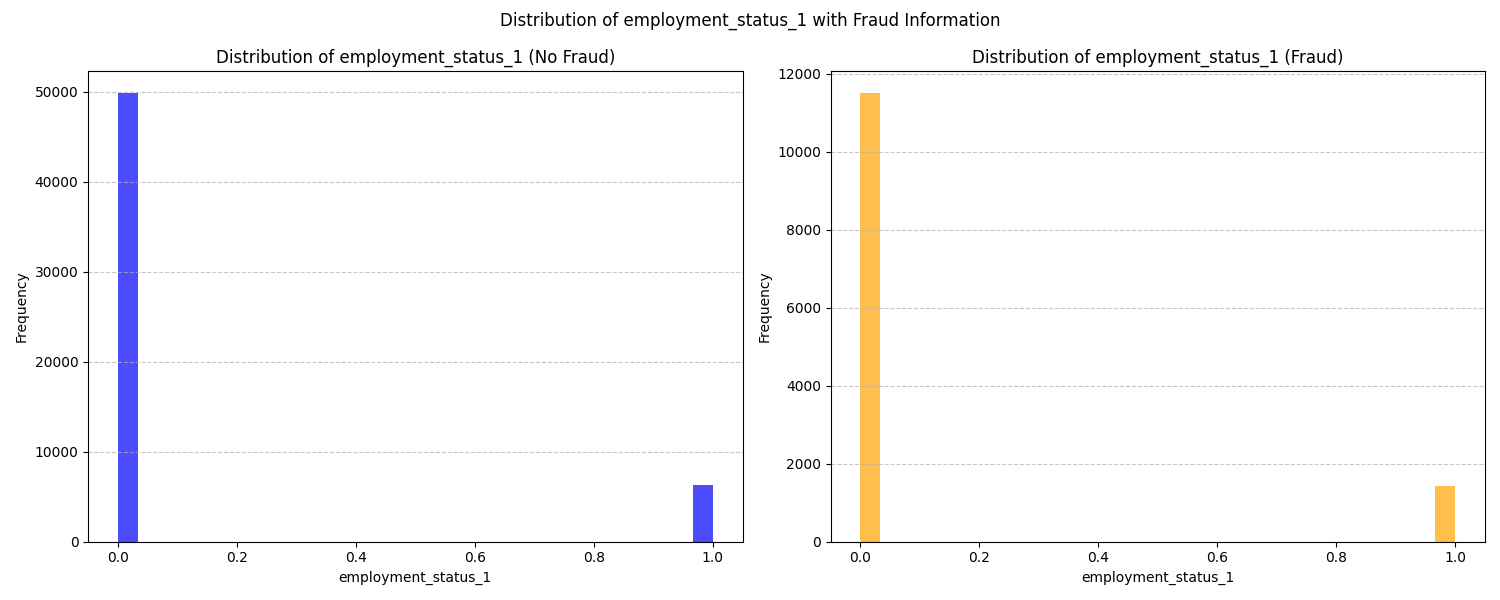 Distribution of employment_status_1 with Fraud Information
Distribution of employment_status_1 (No Fraud)
50000
40000
30000
20000
10000
0
Frequency
0.0 0.2 0.4 0.6 0.8 1.0
employment_status_1
Distribution of employment_status_1 (Fraud)
12000
10000
8000
6000
4000
2000
0
Frequency
0.0 0.2 0.4 0.6 0.8 1.0
employment_status_1